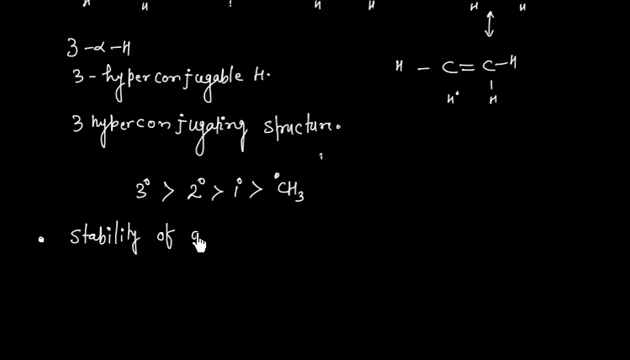 H H ! H H H H
3-α-H
3-hyperconjugable H.
H - C = C - H
H• H
3 hyperconjugating structure.
3° > 2° > 1° > •CH3
• Stability of a